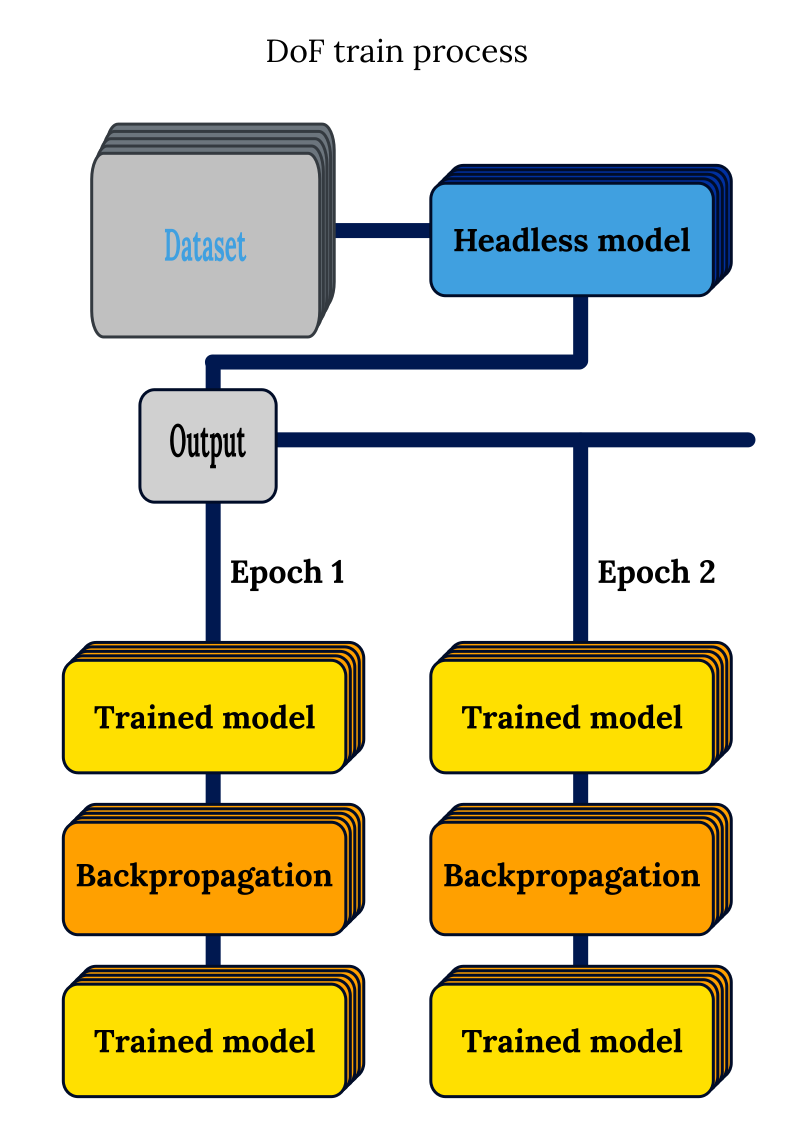 DoF train process
Dataset
Headless model
Output
Epoch 1
Epoch 2
Trained model
Trained model
Backpropagation
Backpropagation
Trained model
Trained model